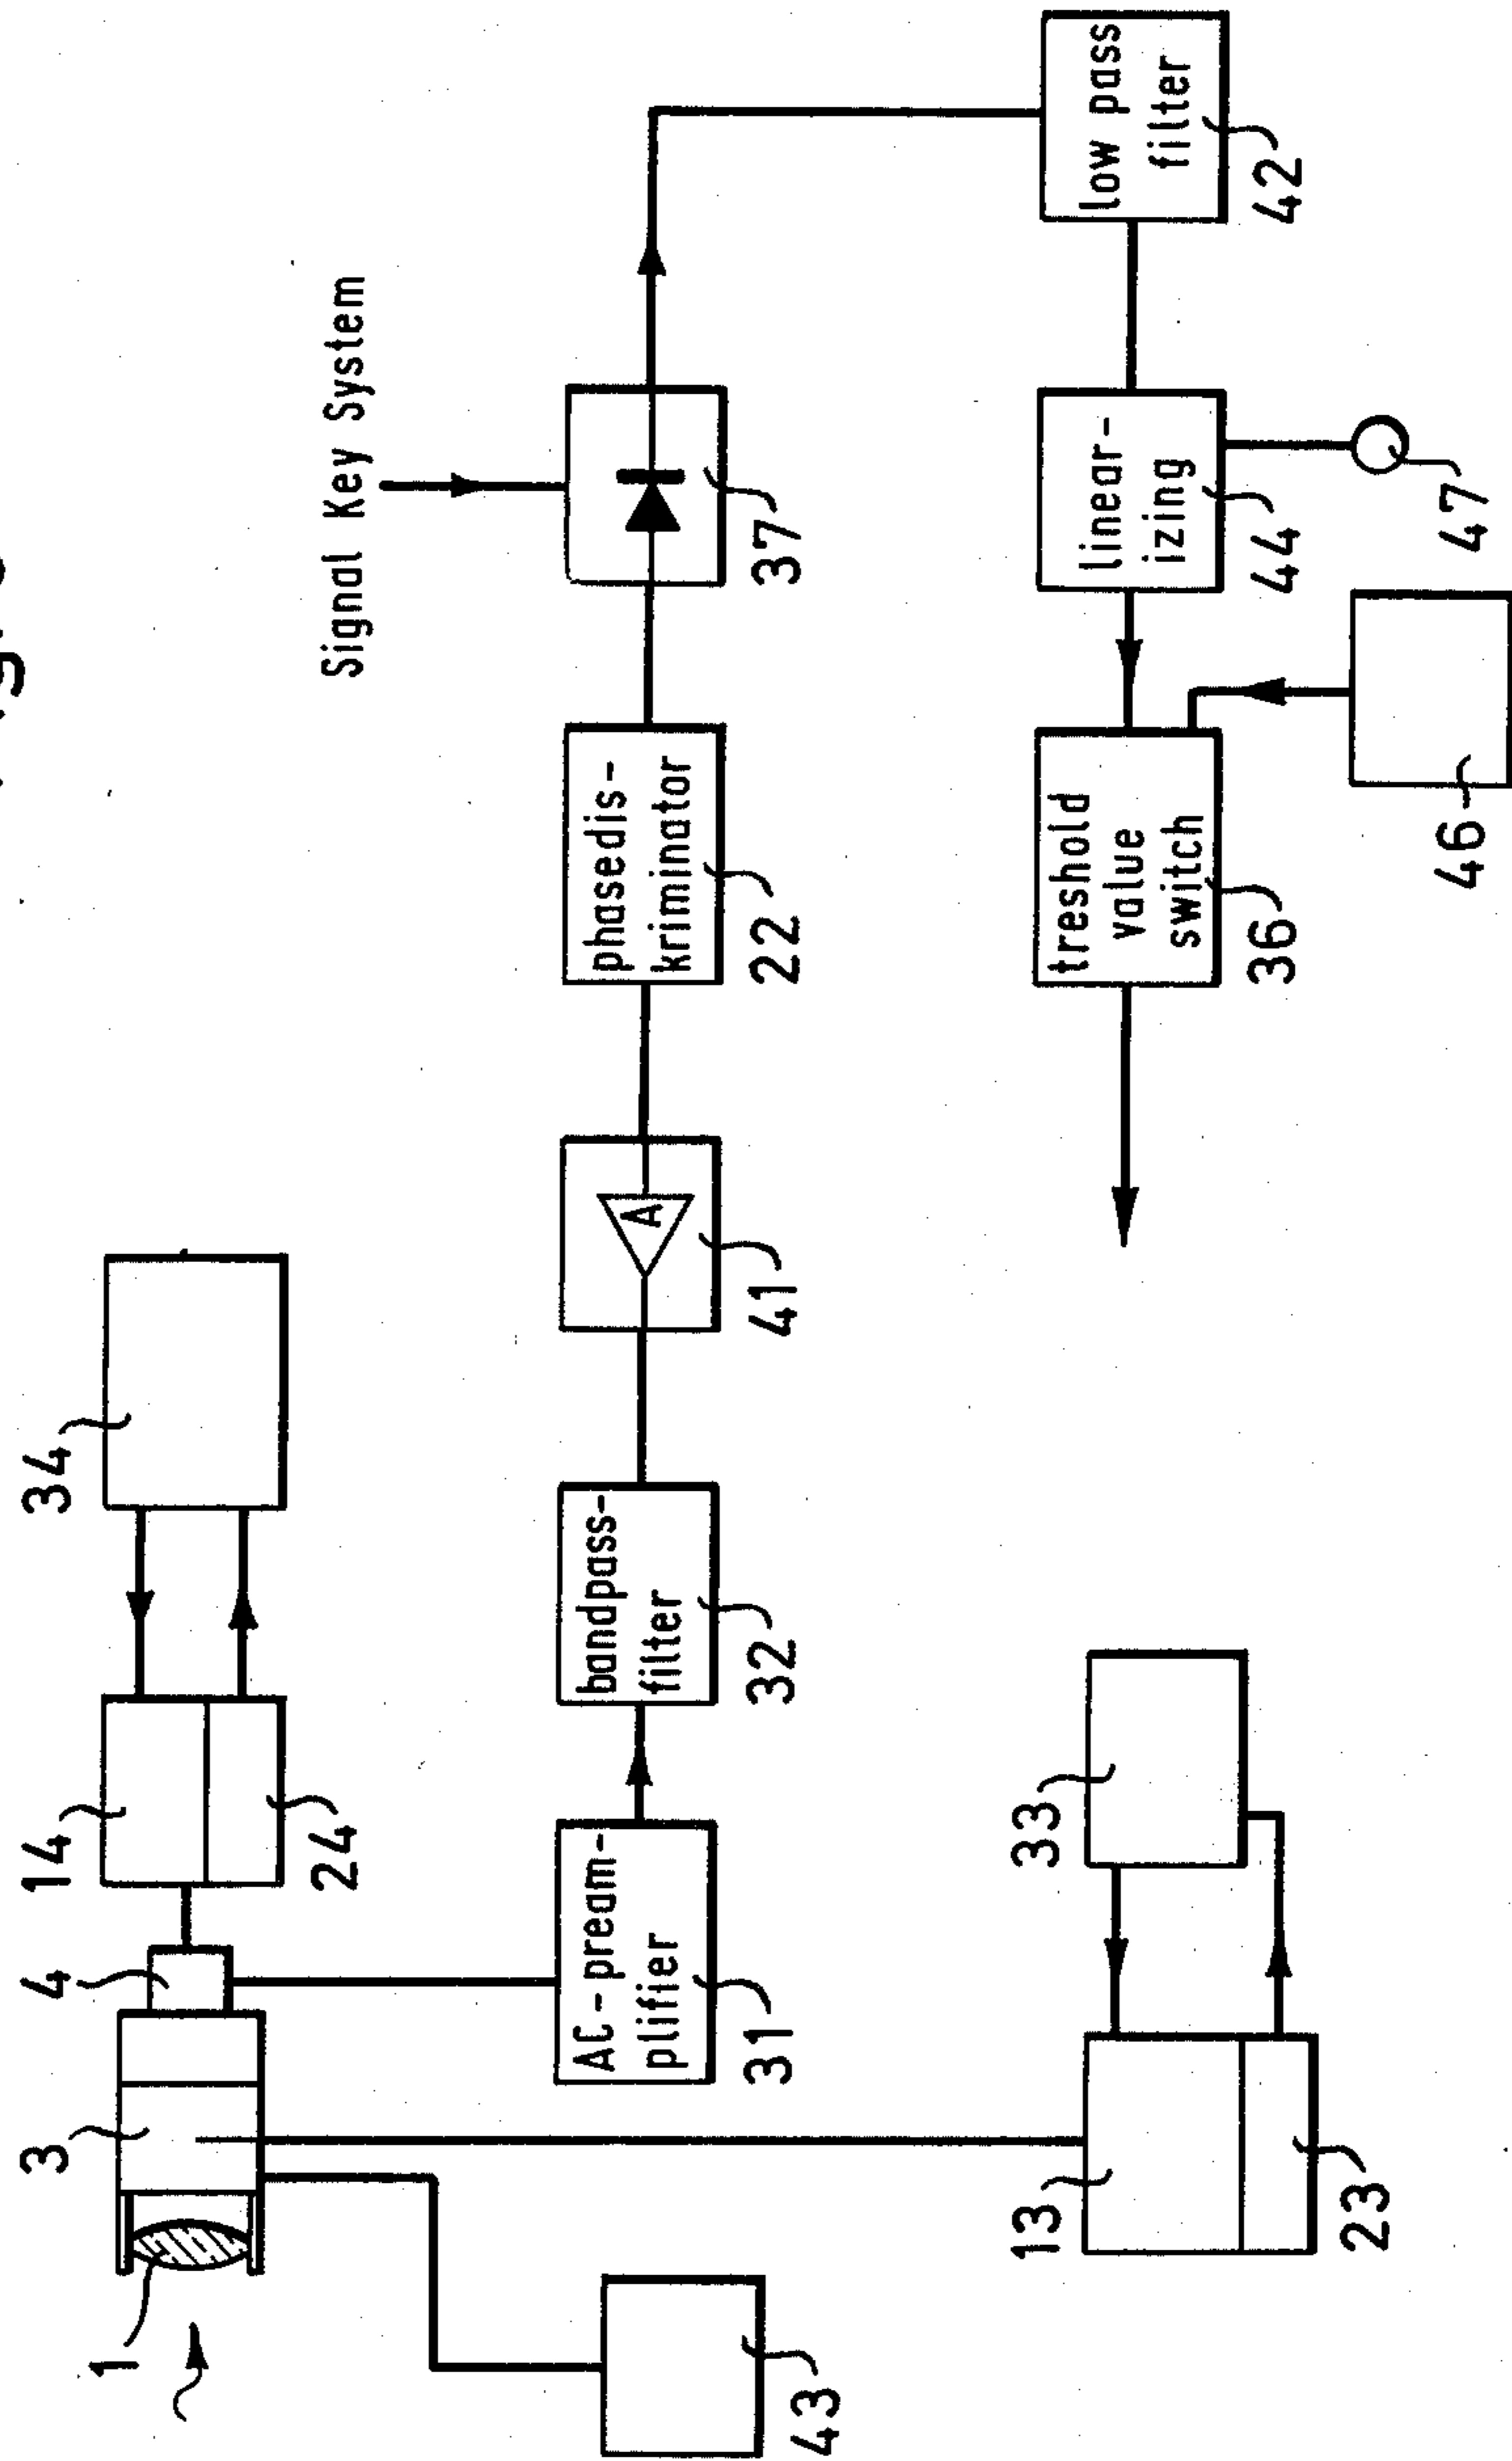 34
14
4
3
1
24
Signal Key System
AC-pream-
plifier
31
bandpass-
filter
32
A
41
phasedis-
kriminator
22
37
43
33
13
23
treshold
value
switch
36
linear-
izing
44
low pass
filter
42
46
47